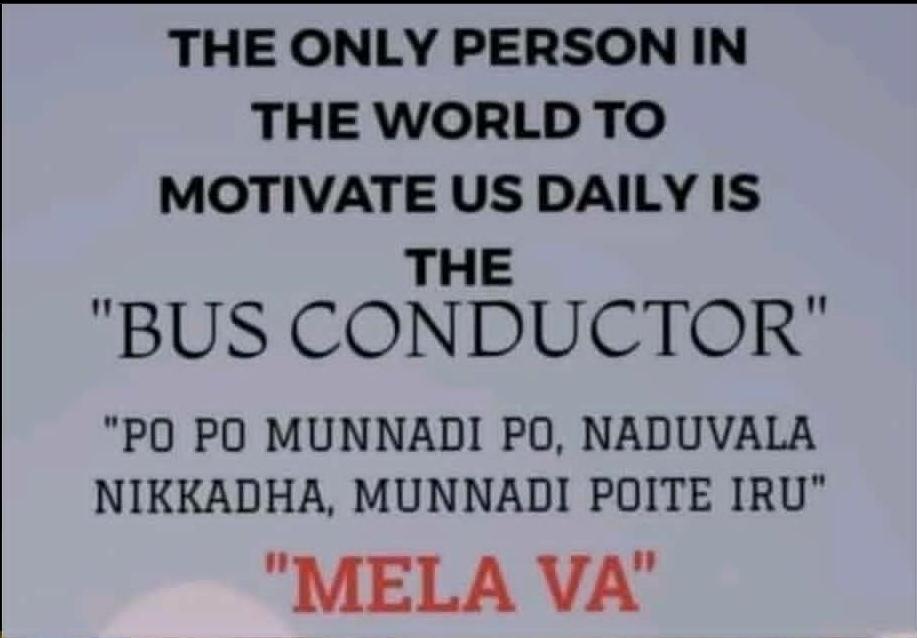 THE ONLY PERSON IN
THE WORLD TO
MOTIVATE US DAILY IS
THE
"BUS CONDUCTOR"
"PO PO MUNNADI PO, NADUVALA
NIKKADHA, MUNNADI POITE IRU"
"MELA VA"